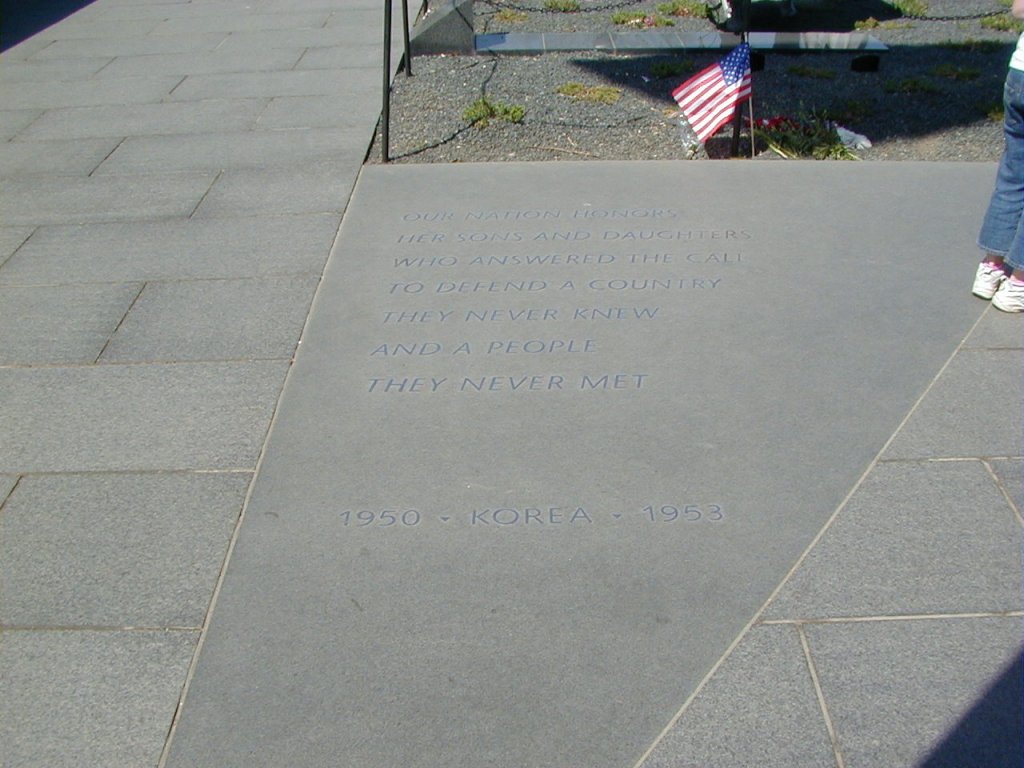 OUR NATION HONORS
HER SONS AND DAUGHTERS
WHO ANSWERED THE CALL
TO DEFEND A COUNTRY
THEY NEVER KNEW
AND A PEOPLE
THEY NEVER MET
1950 · KOREA · 1953